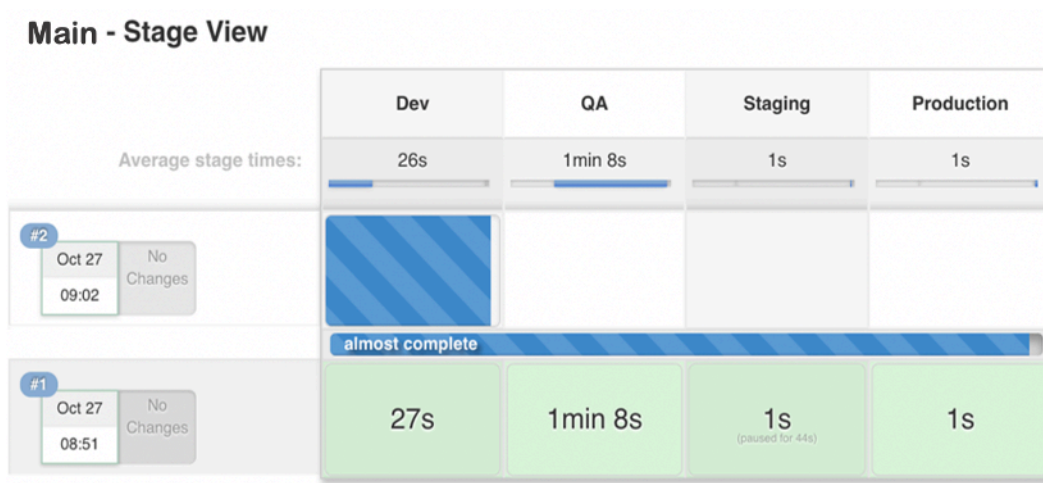 Main - Stage View
Dev QA Staging Production
Average stage times: 26s 1min 8s 1s 1s
#2
Oct 27 No
Changes
09:02
almost complete
#1
Oct 27 No
Changes
08:51
27s 1min 8s 1s 1s
(paused for 44s)